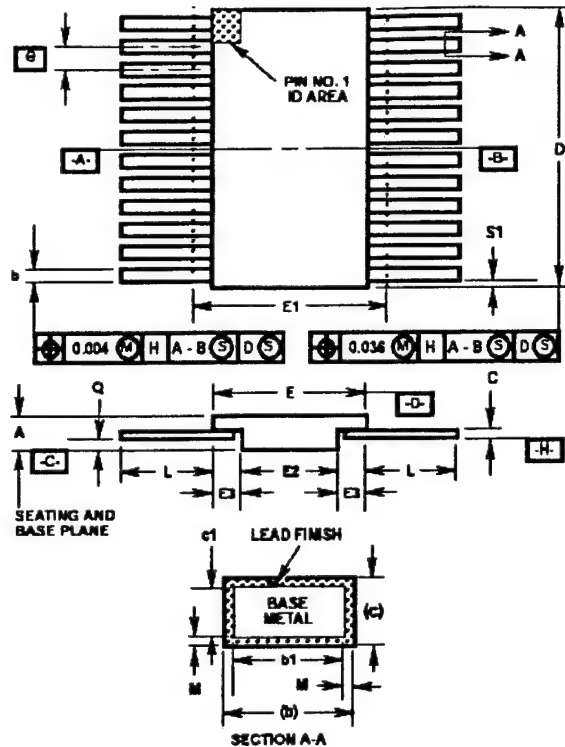 A
e
A
PIN NO. 1
ID AREA
-A-
-B-
D
S1
b
E1
0.004 M H A - B S D S
0.036 M H A - B S D S
E
-D-
Q
C
A
-C-
-H-
L
E3
E2
E3
L
SEATING AND
BASE PLANE
c1
LEAD FINISH
BASE
METAL
(c)
b1
M
M
(b)
SECTION A-A